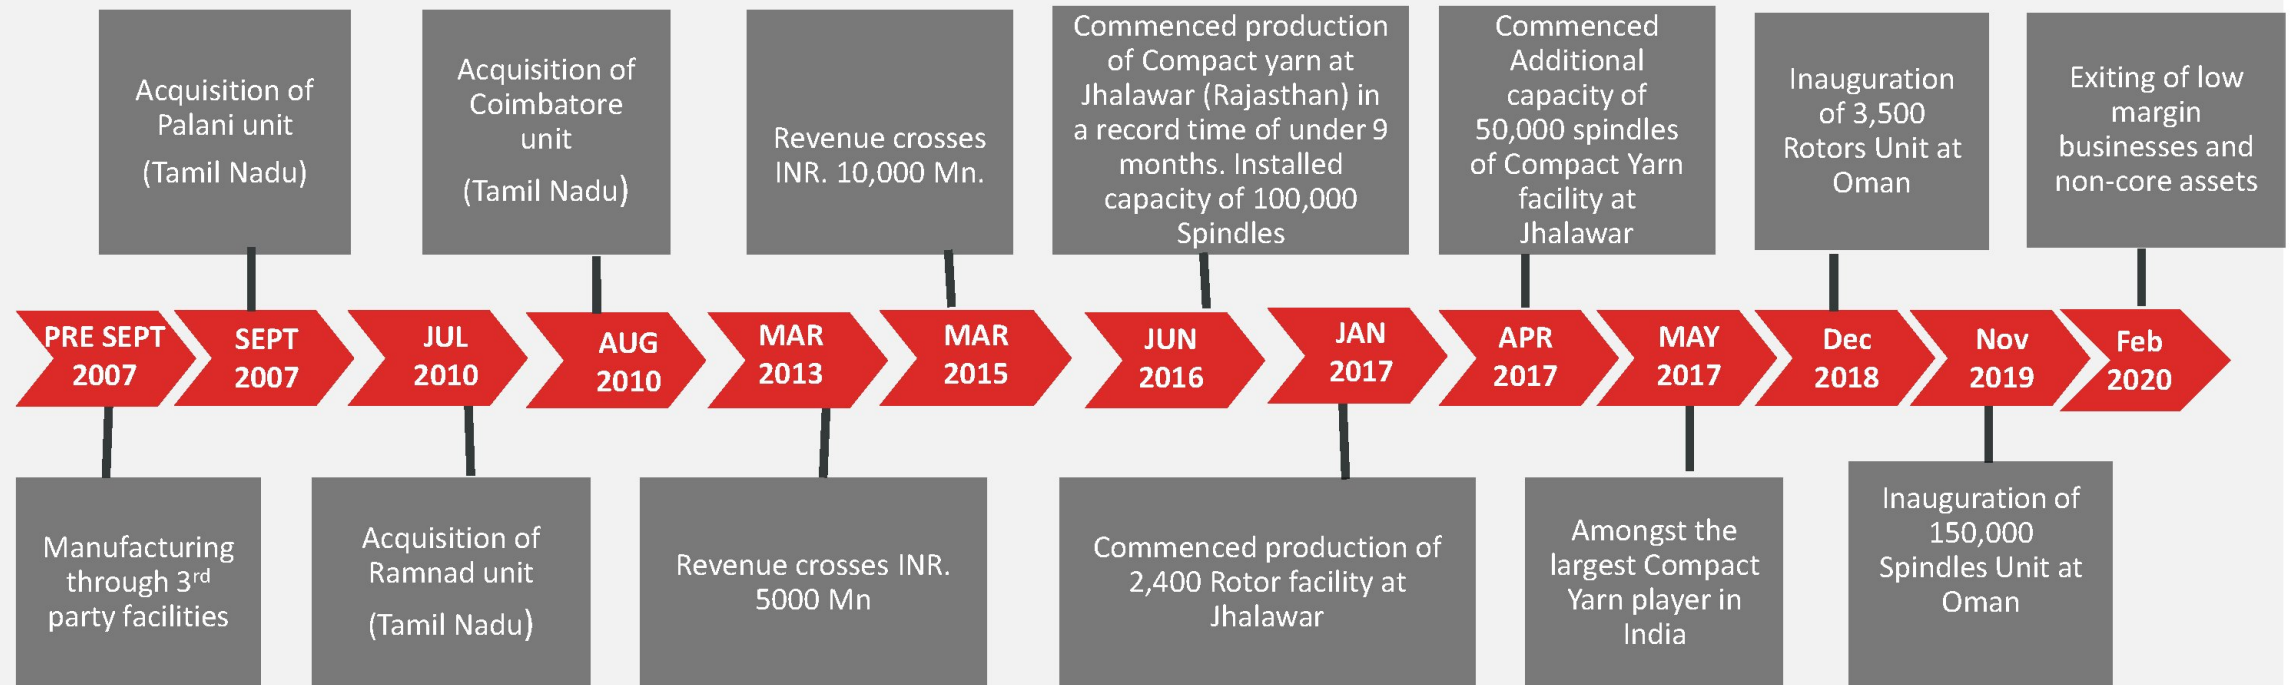 Acquisition of
Palani unit
(Tamil Nadu)
Acquisition of
Coimbatore
unit
(Tamil Nadu)
Revenue crosses
INR. 10,000 Mn.
Commenced production
of Compact yarn at
Jhalawar (Rajasthan) in
a record time of under 9
months. Installed
capacity of 100,000
Spindles
Commenced
Additional
capacity of
50,000 spindles
of Compact Yarn
facility at
Jhalawar
Inauguration
of 3,500
Rotors Unit at
Oman
Exiting of low
margin
businesses and
non-core assets
PRE SEPT
2007
SEPT
2007
JUL
2010
AUG
2010
MAR
2013
MAR
2015
JUN
2016
JAN
2017
APR
2017
MAY
2017
Dec
2018
Nov
2019
Feb
2020
Manufacturing
through 3rd
party facilities
Acquisition of
Ramnad unit
(Tamil Nadu)
Revenue crosses INR.
5000 Mn
Commenced production of
2,400 Rotor facility at
Jhalawar
Amongst the
largest Compact
Yarn player in
India
Inauguration of
150,000
Spindles Unit at
Oman